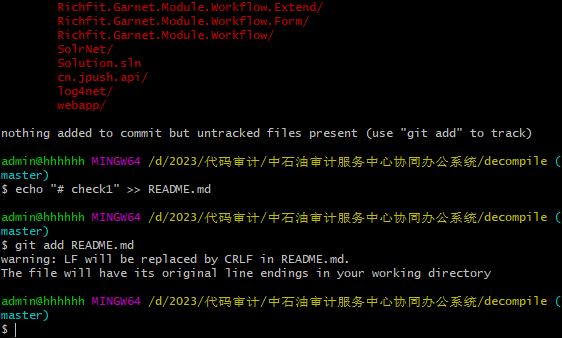 Richfit.Garnet.Module.Workflow.Extend/
Richfit.Garnet.Module.Workflow.Form/
Richfit.Garnet.Module.Workflow/
SolrNet/
Solution.sln
cn.jpush.api/
log4net/
webapp/
nothing added to commit but untracked files present (use "git add" to track)
admin@hhhhhh MINGW64 /d/2023/代码审计/中石油审计服务中心协同办公系统/decompile (
master)
$ echo "# check1" >> README.md
admin@hhhhhh MINGW64 /d/2023/代码审计/中石油审计服务中心协同办公系统/decompile (
master)
$ git add README.md
warning: LF will be replaced by CRLF in README.md.
The file will have its original line endings in your working directory
admin@hhhhhh MINGW64 /d/2023/代码审计/中石油审计服务中心协同办公系统/decompile (
master)
$